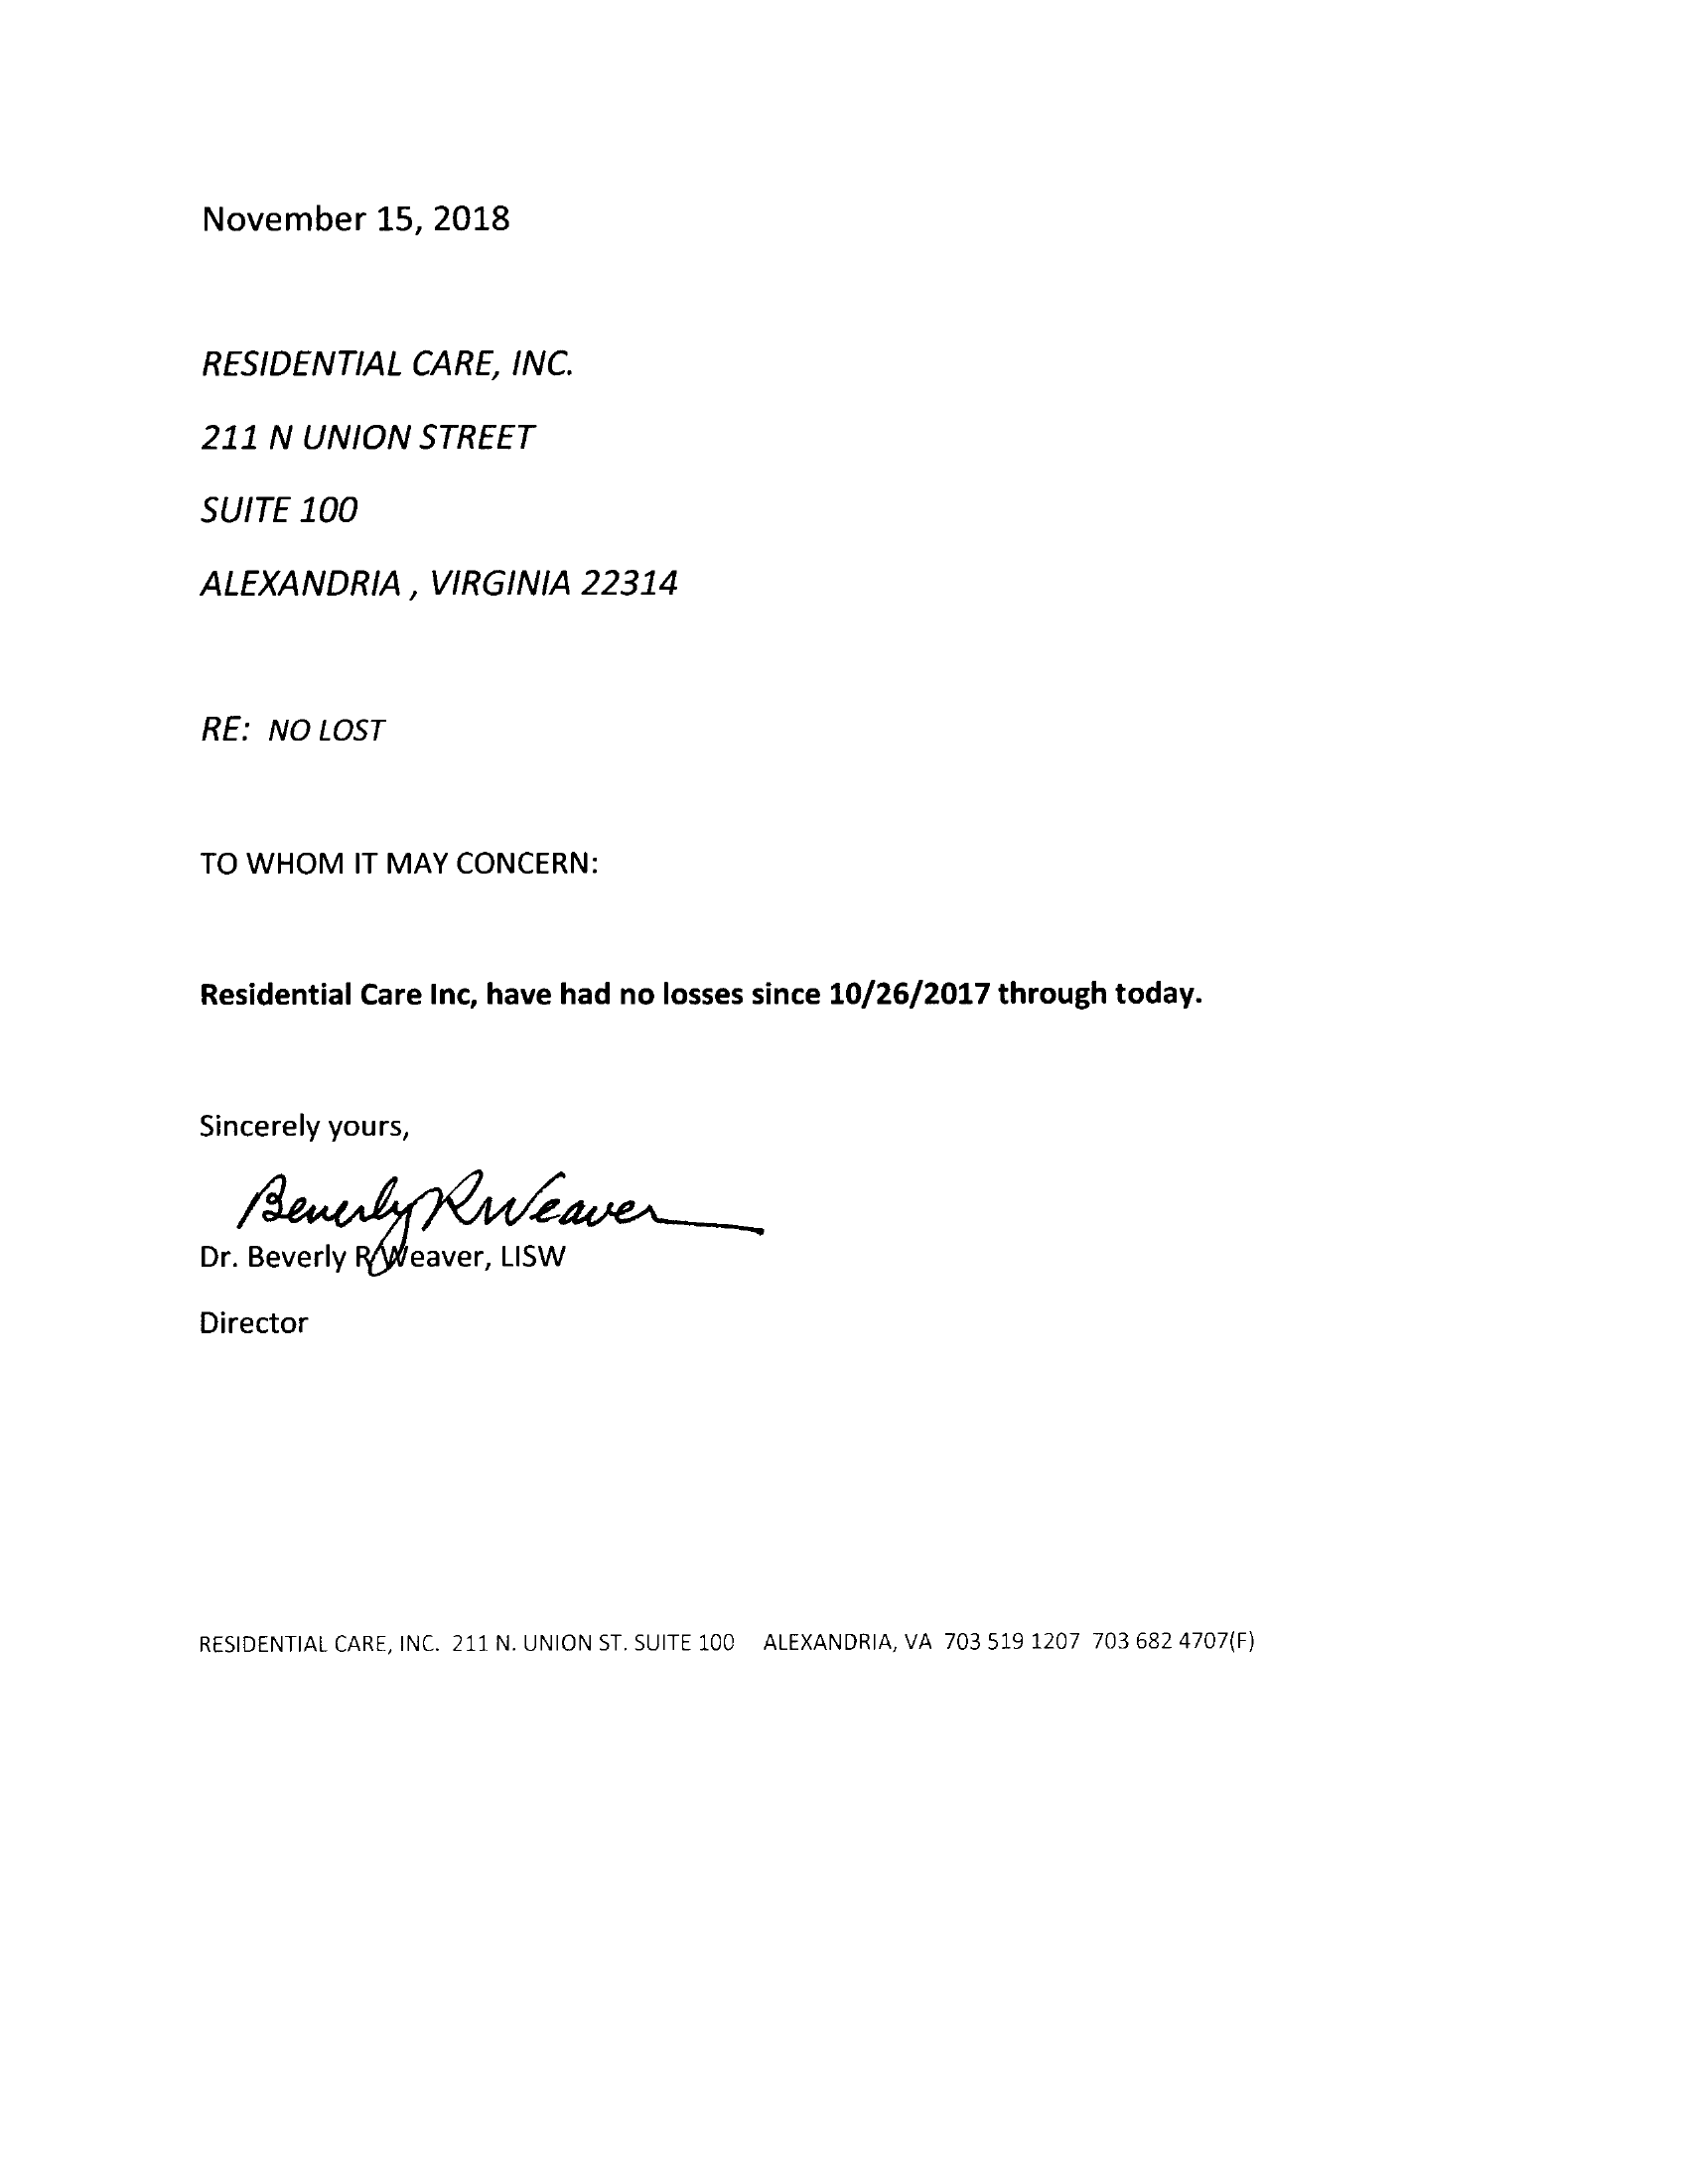 November 15, 2018
RESIDENTIAL CARE, INC.
211 N UNION STREET
SUITE 100
ALEXANDRIA , VIRGINIA 22314
RE: NO LOST
TO WHOM IT MAY CONCERN:
Residential Care Inc, have had no losses since 10/26/2017 through today.
Sincerely yours,
Beverly R Weaver
Dr. Beverly R Weaver, LISW
Director
RESIDENTIAL CARE, INC. 211 N. UNION ST. SUITE 100 ALEXANDRIA, VA 703 519 1207 703 682 4707(F)